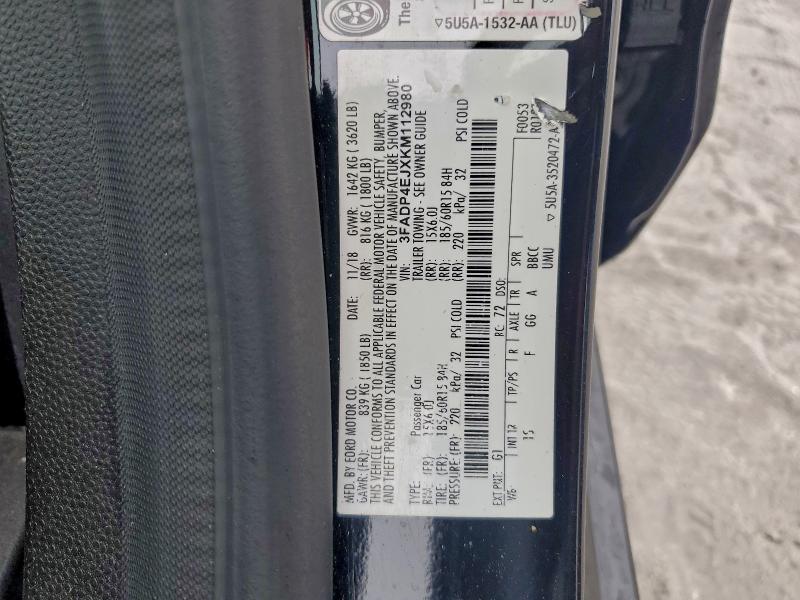 The
▽5U5A-1532-AA (TLU)
MFD. BY FORD MOTOR CO.
DATE: 11/18 GVWR: 1642 KG ( 3620 LB)
GAWR: (FR): 839 KG ( 1850 LB) (RR): 816 KG ( 1800 LB)
THIS VEHICLE CONFORMS TO ALL APPLICABLE FEDERAL MOTOR VEHICLE SAFETY, BUMPER,
AND THEFT PREVENTION STANDARDS IN EFFECT ON THE DATE OF MANUFACTURE SHOWN ABOVE.
VIN: 3FADP4EJXKM112980
TYPE: Passenger Car TRAILER TOWING - SEE OWNER GUIDE
RIM: (FR) 15X6.0J (RR): 15X6.0J
TIRE: (FR): 185/60R15 84H (RR): 185/60R15 84H
PRESSURE: (FR): 220 kPa/ 32 PSI COLD (RR): 220 kPa/ 32 PSI COLD
EXT PNT: G1 RC: 72 DSO: F0053
INT TR TP/PS R AXLE TR SPR
F GG A BBCC
UMU
▽ 5U5A-3520472-A